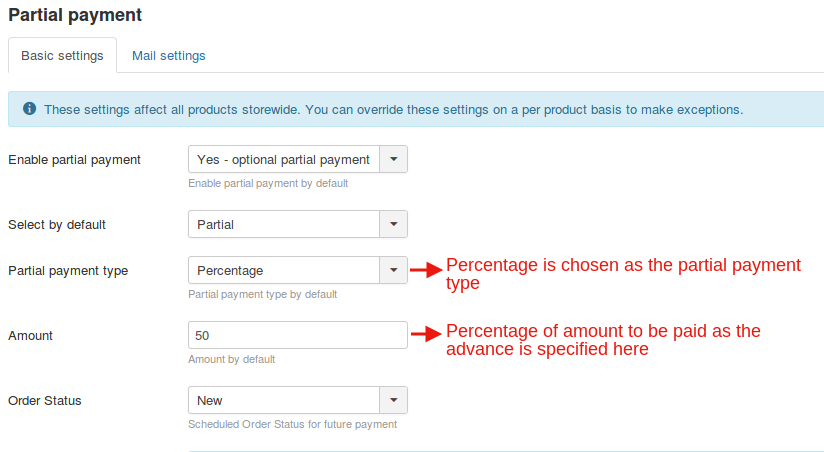 Partial payment
Basic settings
Mail settings
These settings affect all products storewide. You can override these settings on a per product basis to make exceptions.
Enable partial payment
Yes - optional partial payment
Enable partial payment by default
Select by default
Partial
Partial payment type
Percentage
Partial payment type by default
Percentage is chosen as the partial payment
type
Amount
50
Amount by default
Percentage of amount to be paid as the
advance is specified here
Order Status
New
Scheduled Order Status for future payment